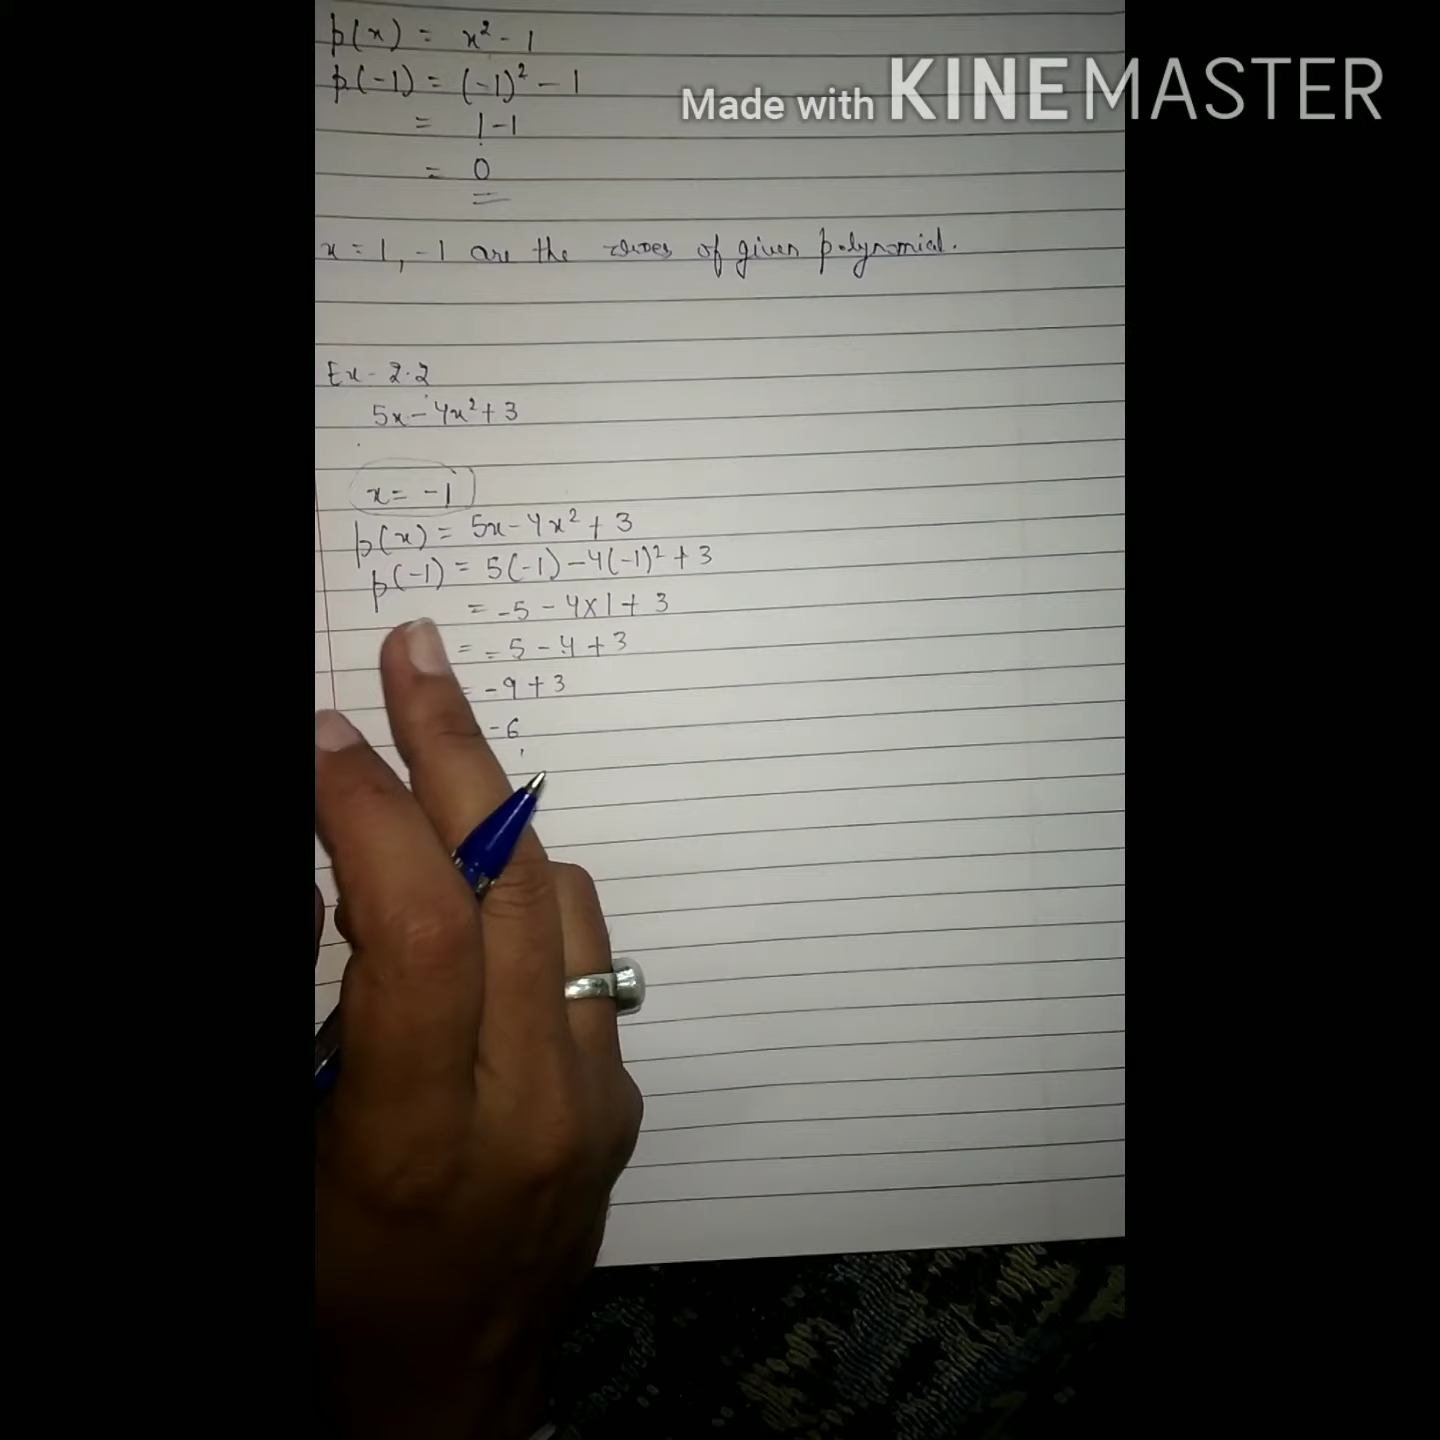 p(x) = x² - 1
Made with KINEMASTER
p(-1) = (-1)² - 1
= 1-1
= 0
x = 1, -1 are the zeroes of given polynomial.
Ex - 2.2
5x - 4x² + 3
x = -1
p(x) = 5x - 4x² + 3
p(-1) = 5(-1) - 4(-1)² + 3
= -5 - 4x1 + 3
= -5 - 4 + 3
= -9 + 3
-6